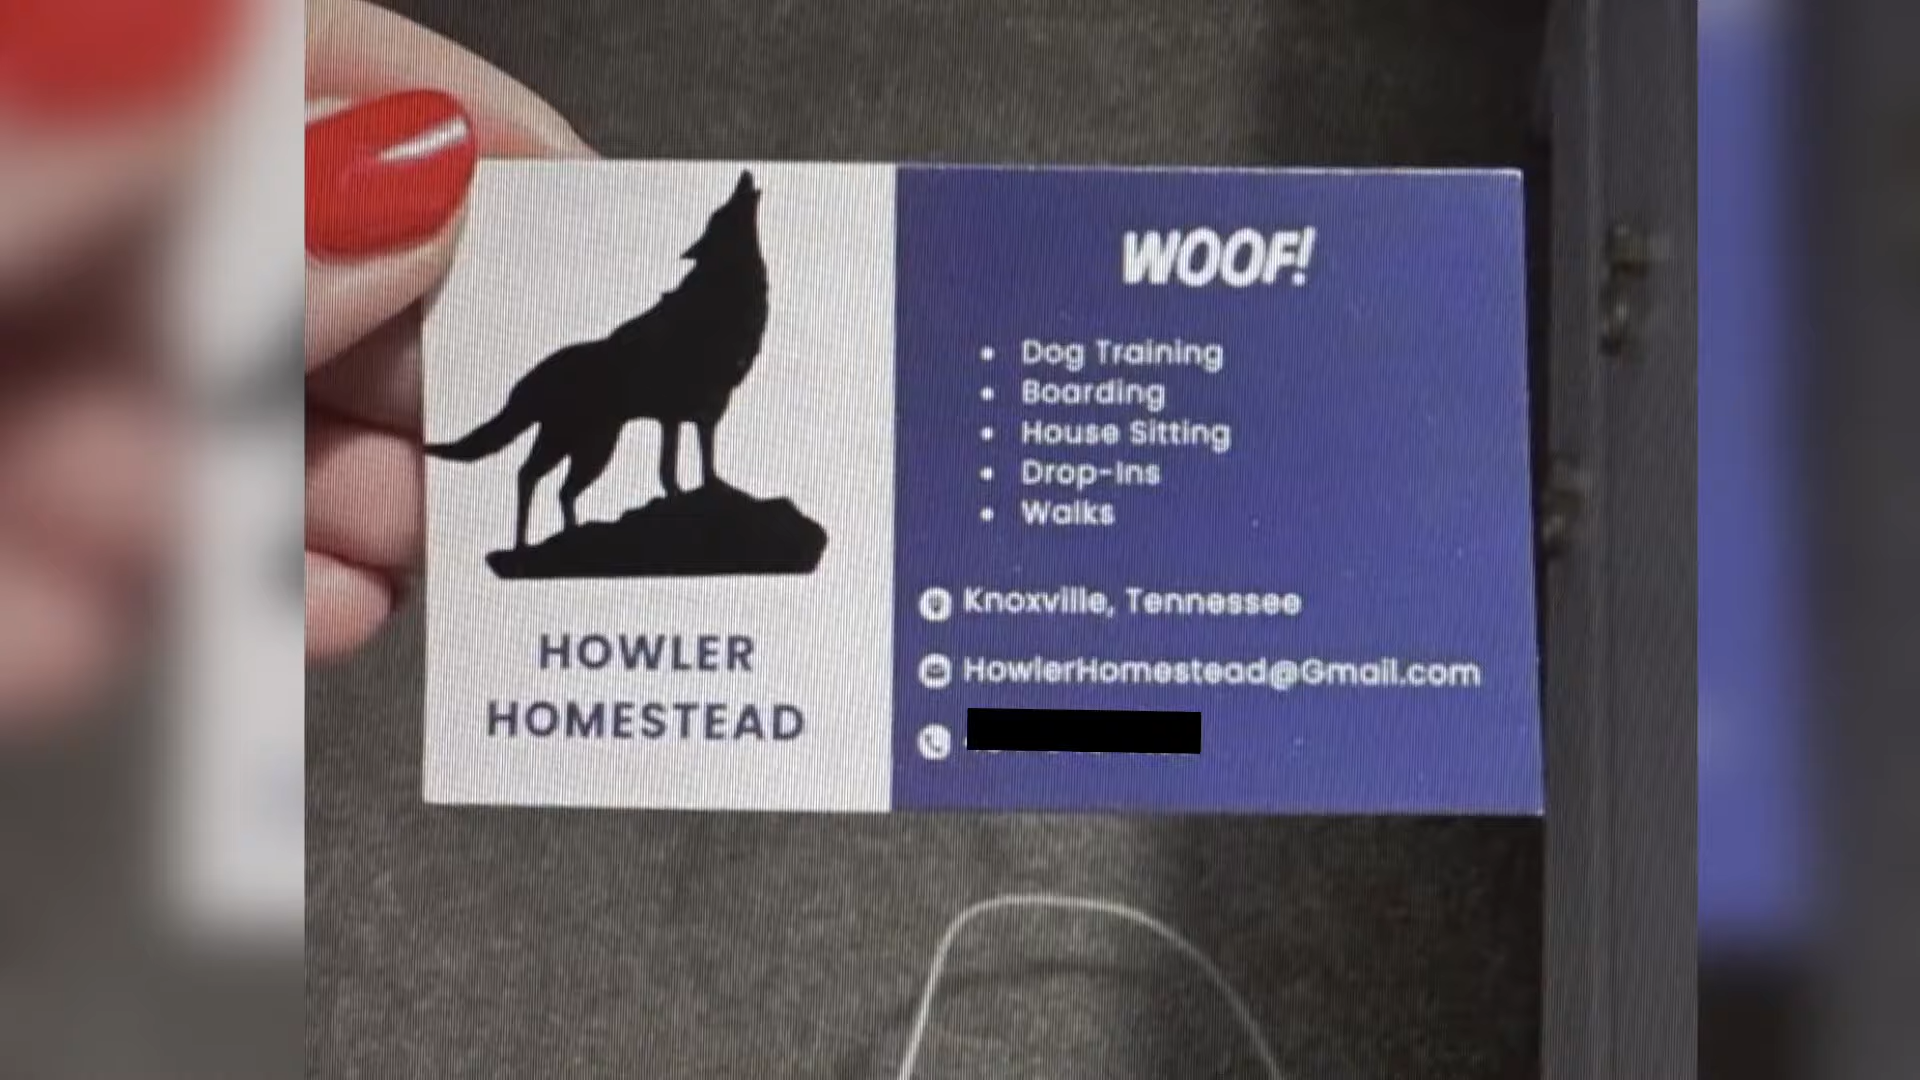 HOWLER
HOMESTEAD
WOOF!
• Dog Training
• Boarding
• House Sitting
• Drop-Ins
• Walks
Knoxville, Tennessee
HowlerHomestead@Gmail.com